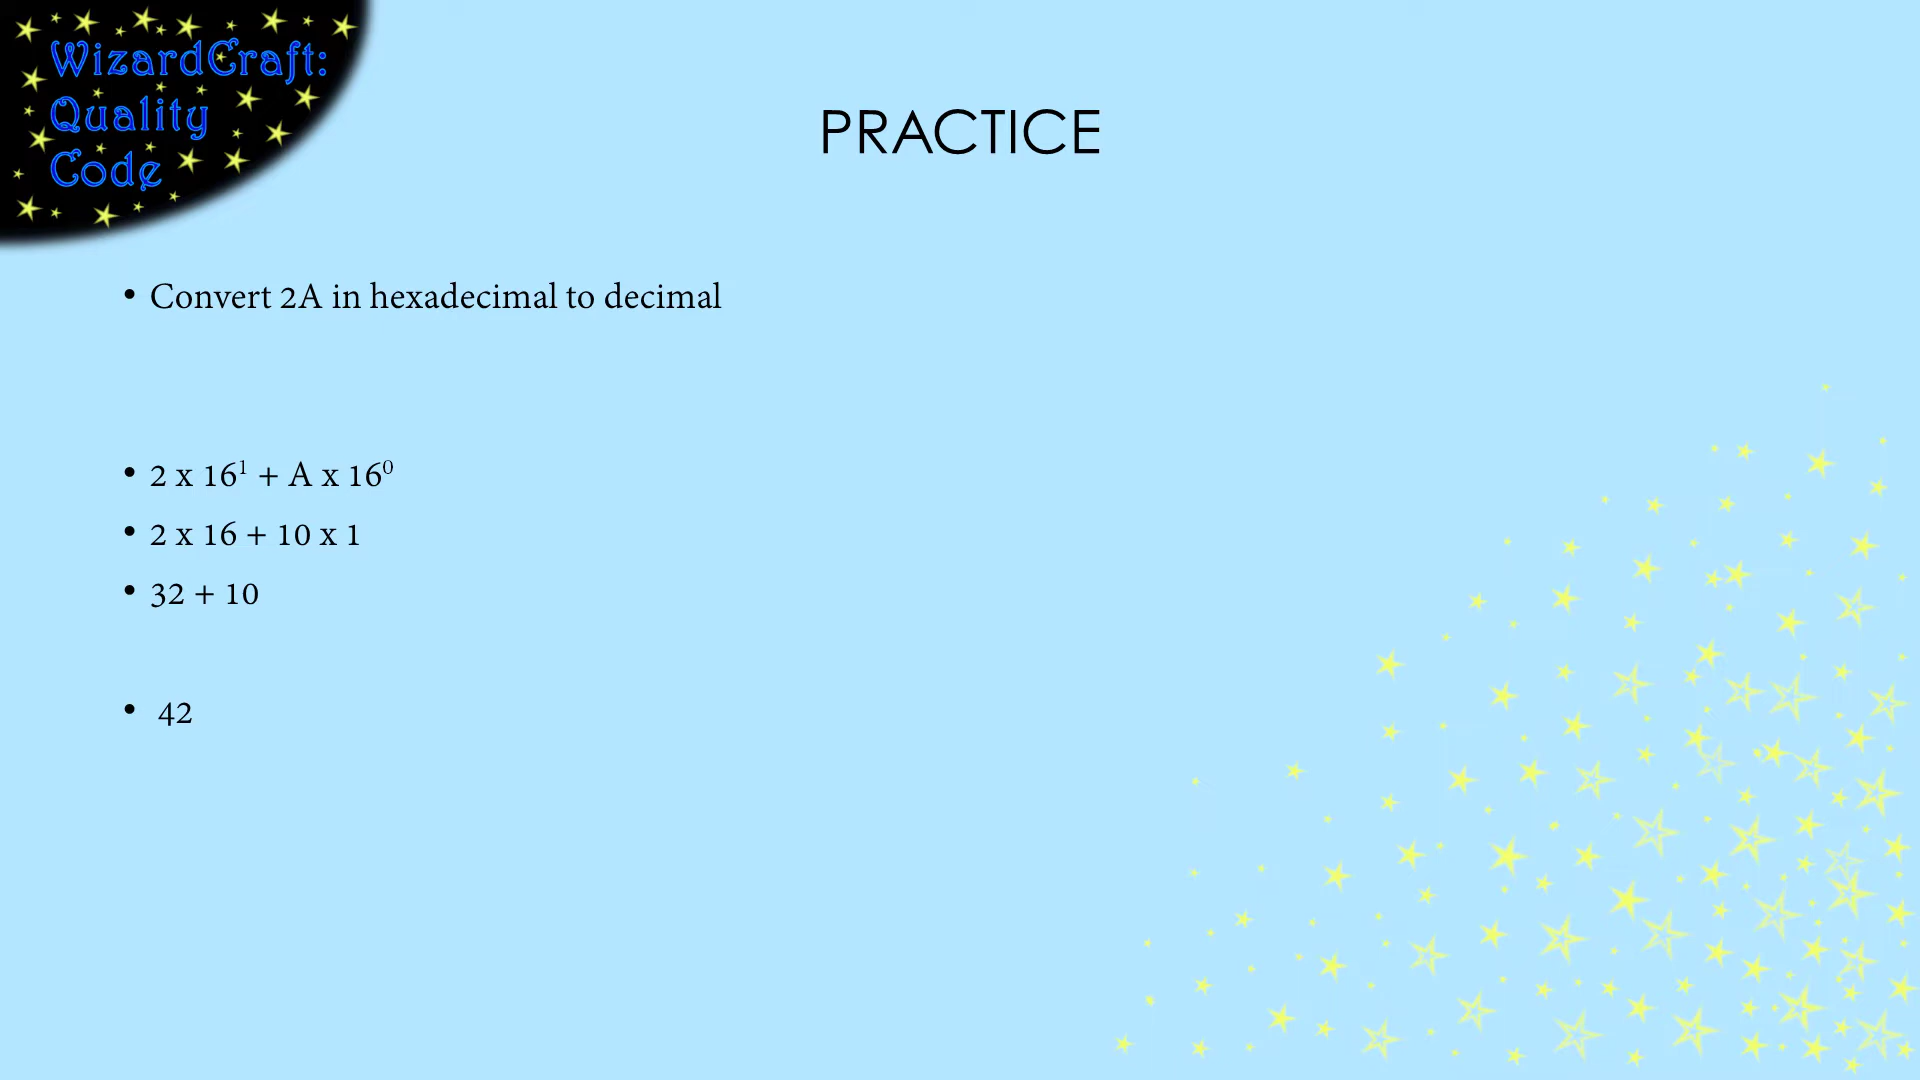 WizardCraft:
Quality
Code
PRACTICE
• Convert 2A in hexadecimal to decimal
• 2 x 16¹ + A x 16⁰
• 2 x 16 + 10 x 1
• 32 + 10
• 42